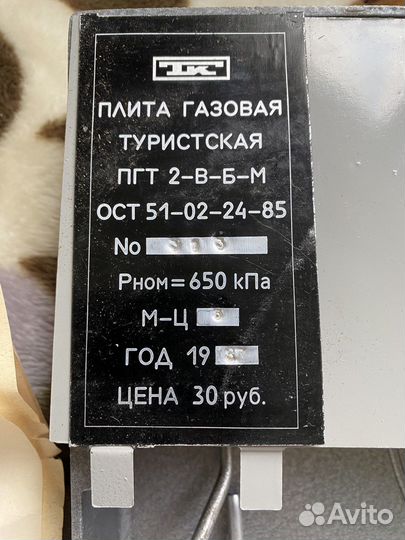 ТК
ПЛИТА ГАЗОВАЯ
ТУРИСТСКАЯ
ПГТ 2-В-Б-М
ОСТ 51-02-24-85
No
Рном=650 кПа
М-Ц
ГОД 19
ЦЕНА 30 руб.
Avito